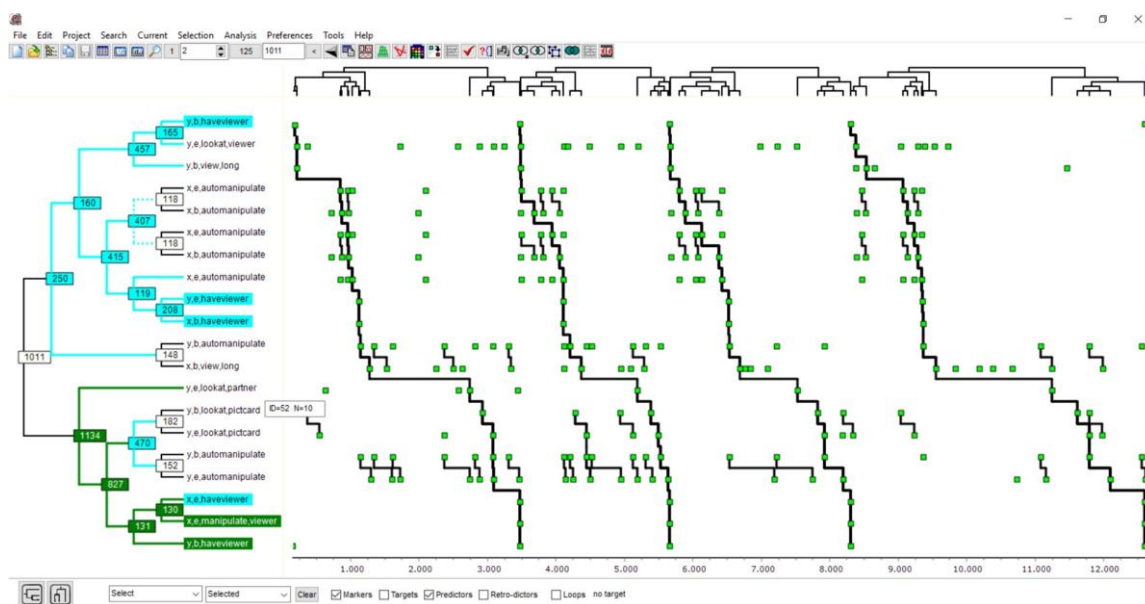 File Edit Project Search Current Selection Analysis Preferences Tools Help
1 2 125 1011 <
y,b,haveviewer
165
y,e,lookat,viewer
457
y,b,view,long
160
x,e,automanipulate
118
407
x,b,automanipulate
x,e,automanipulate
118
415
x,b,automanipulate
250
x,e,automanipulate
119
y,e,haveviewer
208
x,b,haveviewer
y,b,automanipulate
1011
148
x,b,view,long
y,e,lookat,partner
ID=52 N=10
y,b,lookat,pictcard
182
1134
y,e,lookat,pictcard
470
y,b,automanipulate
152
827
y,e,automanipulate
x,e,haveviewer
130
131
x,e,manipulate,viewer
y,b,haveviewer
1.000 2.000 3.000 4.000 5.000 6.000 7.000 8.000 9.000 10.000 11.000 12.000
Select Selected Clear Markers Targets Predictors Retro-dictors Loops no target